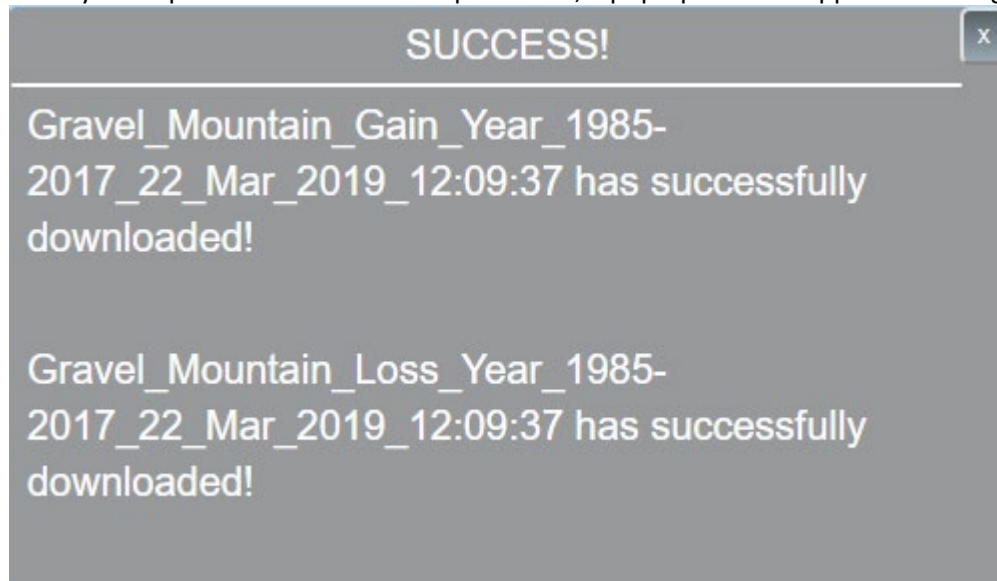 SUCCESS!
x
Gravel_Mountain_Gain_Year_1985-
2017_22_Mar_2019_12:09:37 has successfully
downloaded!
Gravel_Mountain_Loss_Year_1985-
2017_22_Mar_2019_12:09:37 has successfully
downloaded!